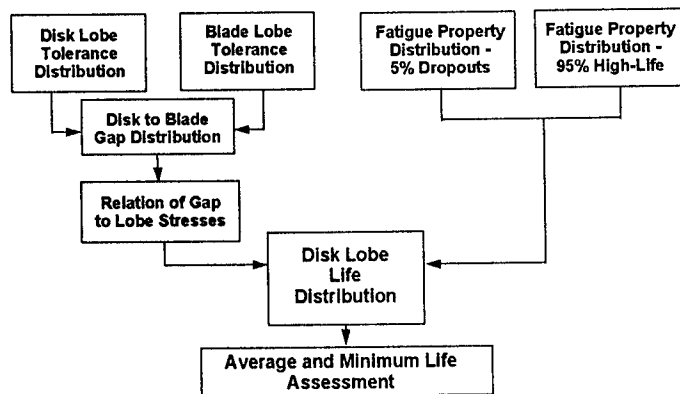 Disk Lobe
Tolerance
Distribution
Blade Lobe
Tolerance
Distribution
Fatigue Property
Distribution -
5% Dropouts
Fatigue Property
Distribution -
95% High-Life
Disk to Blade
Gap Distribution
Relation of Gap
to Lobe Stresses
Disk Lobe
Life
Distribution
Average and Minimum Life
Assessment